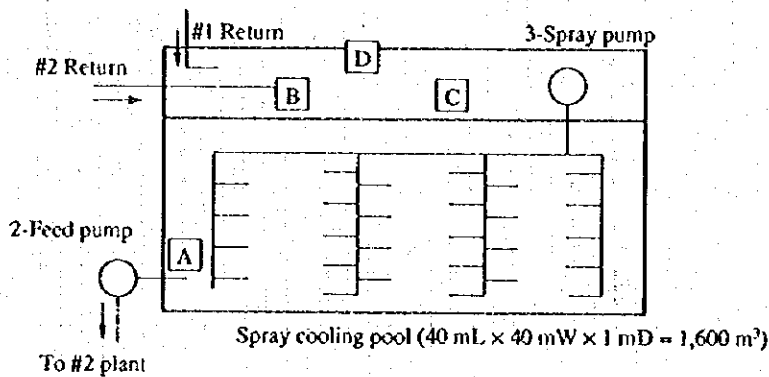 #1 Return
3-Spray pump
#2 Return
D
B
C
2-Feed pump
A
Spray cooling pool (40 mL × 40 mW × 1 mD = 1,600 m³)
To #2 plant